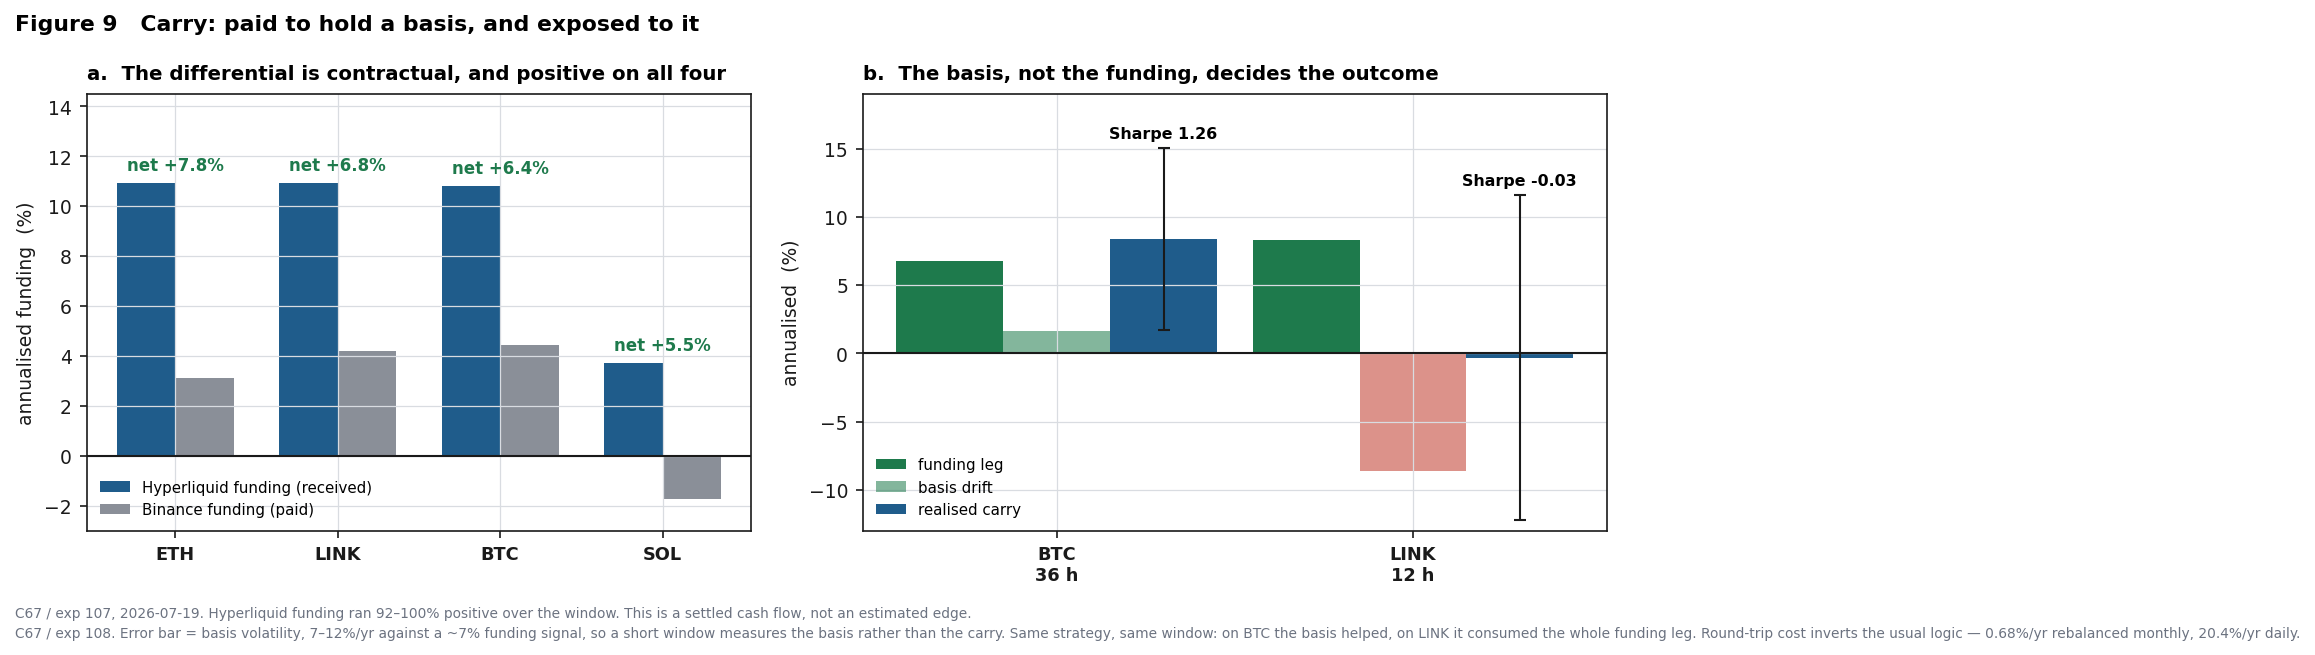 Figure 9   Carry: paid to hold a basis, and exposed to it
a.  The differential is contractual, and positive on all four
annualised funding  (%)
14
12
10
8
6
4
2
0
−2
net +7.8%
net +6.8%
net +6.4%
net +5.5%
Hyperliquid funding (received)
Binance funding (paid)
ETH
LINK
BTC
SOL
b.  The basis, not the funding, decides the outcome
annualised  (%)
15
10
5
0
−5
−10
Sharpe 1.26
Sharpe -0.03
funding leg
basis drift
realised carry
BTC
36 h
LINK
12 h
C67 / exp 107, 2026-07-19. Hyperliquid funding ran 92–100% positive over the window. This is a settled cash flow, not an estimated edge.
C67 / exp 108. Error bar = basis volatility, 7–12%/yr against a ~7% funding signal, so a short window measures the basis rather than the carry. Same strategy, same window: on BTC the basis helped, on LINK it consumed the whole funding leg. Round-trip cost inverts the usual logic — 0.68%/yr rebalanced monthly, 20.4%/yr daily.